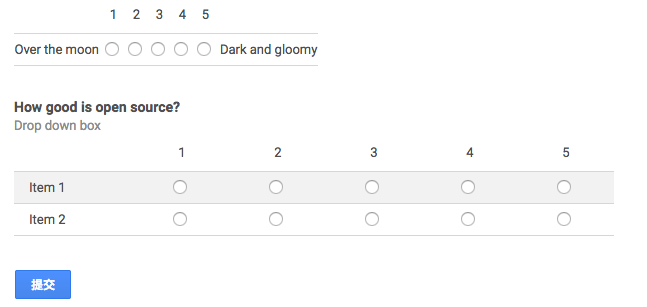 1 2 3 4 5
Over the moon Dark and gloomy
How good is open source?
Drop down box
1 2 3 4 5
Item 1
Item 2
提交